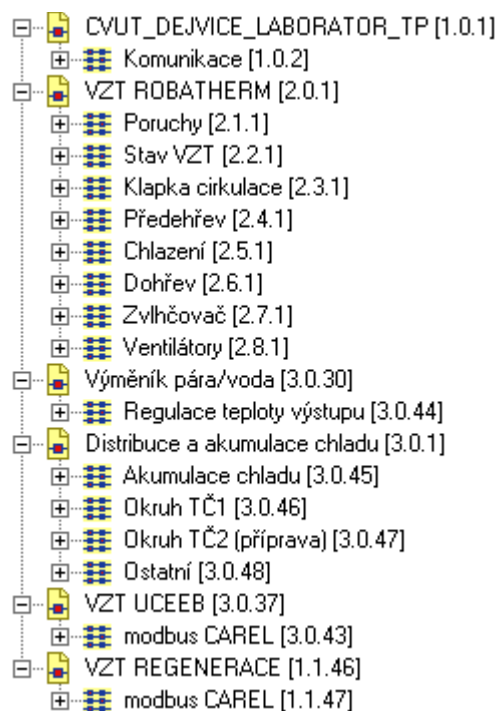 CVUT_DEJVICE_LABORATOR_TP [1.0.1]
Komunikace [1.0.2]
VZT ROBATHERM [2.0.1]
Poruchy [2.1.1]
Stav VZT [2.2.1]
Klapka cirkulace [2.3.1]
Předehřev [2.4.1]
Chlazení [2.5.1]
Dohřev [2.6.1]
Zvlhčovač [2.7.1]
Ventilátory [2.8.1]
Výměník pára/voda [3.0.30]
Regulace teploty výstupu [3.0.44]
Distribuce a akumulace chladu [3.0.1]
Akumulace chladu [3.0.45]
Okruh TČ1 [3.0.46]
Okruh TČ2 (příprava) [3.0.47]
Ostatní [3.0.48]
VZT UCEEB [3.0.37]
modbus CAREL [3.0.43]
VZT REGENERACE [1.1.46]
modbus CAREL [1.1.47]